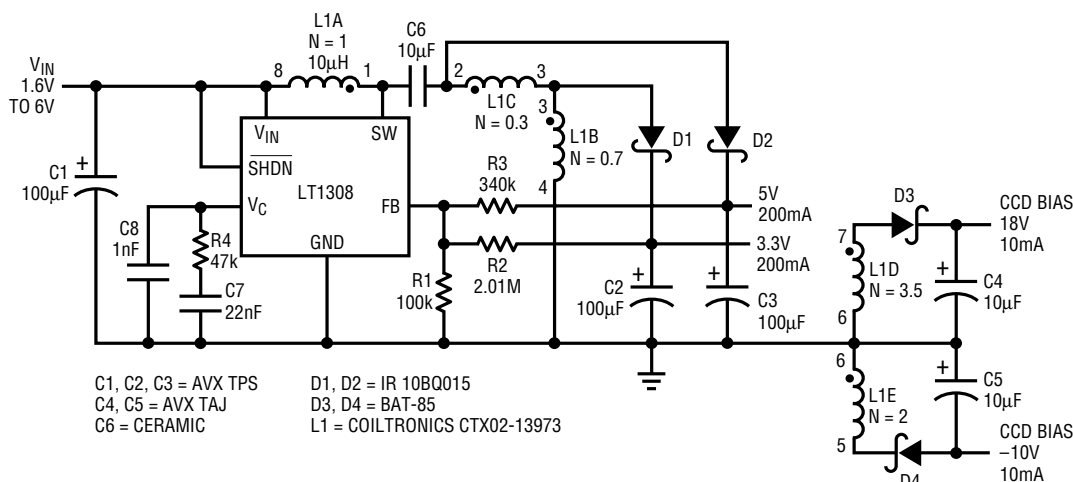 L1A
N = 1
10µH
C6
10µF
VIN
1.6V
TO 6V
8
1
2
3
L1C
N = 0.3
3
L1B
N = 0.7
4
D1
D2
VIN
SW
SHDN
LT1308
VC
FB
GND
C1
+
100µF
C8
1nF
R4
47k
C7
22nF
R3
340k
R2
2.01M
R1
100k
5V
200mA
3.3V
200mA
C2
+
100µF
+
C3
100µF
D3
CCD BIAS
18V
10mA
7
L1D
N = 3.5
6
+
C4
10µF
6
L1E
N = 2
5
+
C5
10µF
D4
CCD BIAS
–10V
10mA
C1, C2, C3 = AVX TPS
C4, C5 = AVX TAJ
C6 = CERAMIC
D1, D2 = IR 10BQ015
D3, D4 = BAT-85
L1 = COILTRONICS CTX02-13973